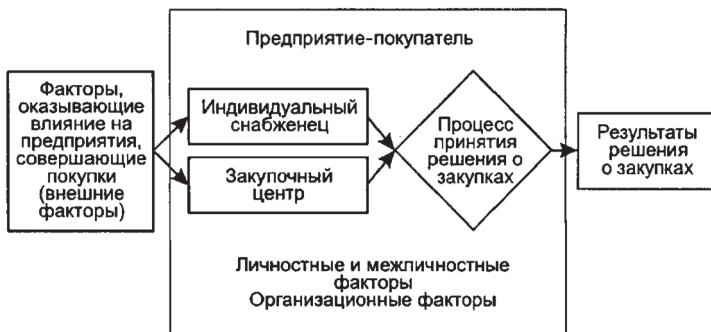 Предприятие-покупатель
Факторы,
оказывающие
влияние на
предприятия,
совершающие
покупки
(внешние
факторы)
Индивидуальный
снабженец
Закупочный
центр
Процесс
принятия
решения о
закупках
Результаты
решения
о закупках
Личностные и межличностные
факторы
Организационные факторы